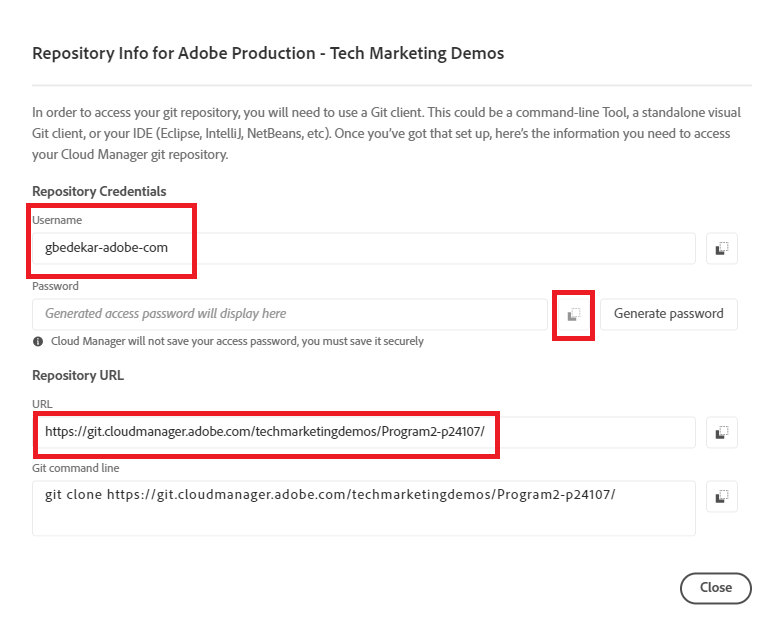 Repository Info for Adobe Production - Tech Marketing Demos
In order to access your git repository, you will need to use a Git client. This could be a command-line Tool, a standalone visual
Git client, or your IDE (Eclipse, IntelliJ, NetBeans, etc). Once you've got that set up, here's the information you need to access
your Cloud Manager git repository.
Repository Credentials
Username
gbedekar-adobe-com
Password
Generated access password will display here
Generate password
Cloud Manager will not save your access password, you must save it securely
Repository URL
URL
https://git.cloudmanager.adobe.com/techmarketingdemos/Program2-p24107/
Git command line
git clone https://git.cloudmanager.adobe.com/techmarketingdemos/Program2-p24107/
Close